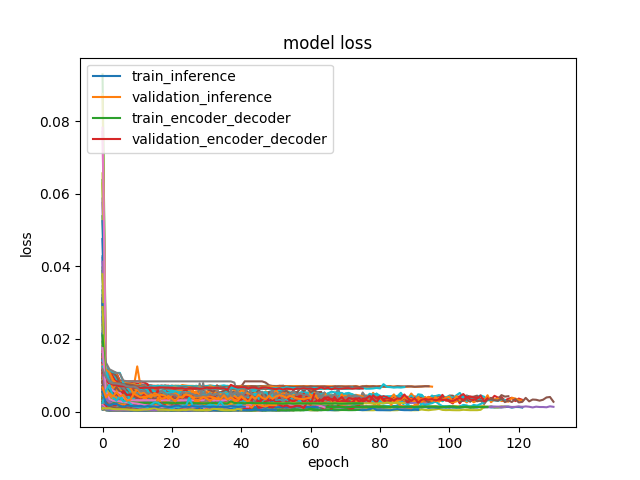 model loss
train_inference
validation_inference
train_encoder_decoder
validation_encoder_decoder
loss
0.08
0.06
0.04
0.02
0.00
0 20 40 60 80 100 120
epoch